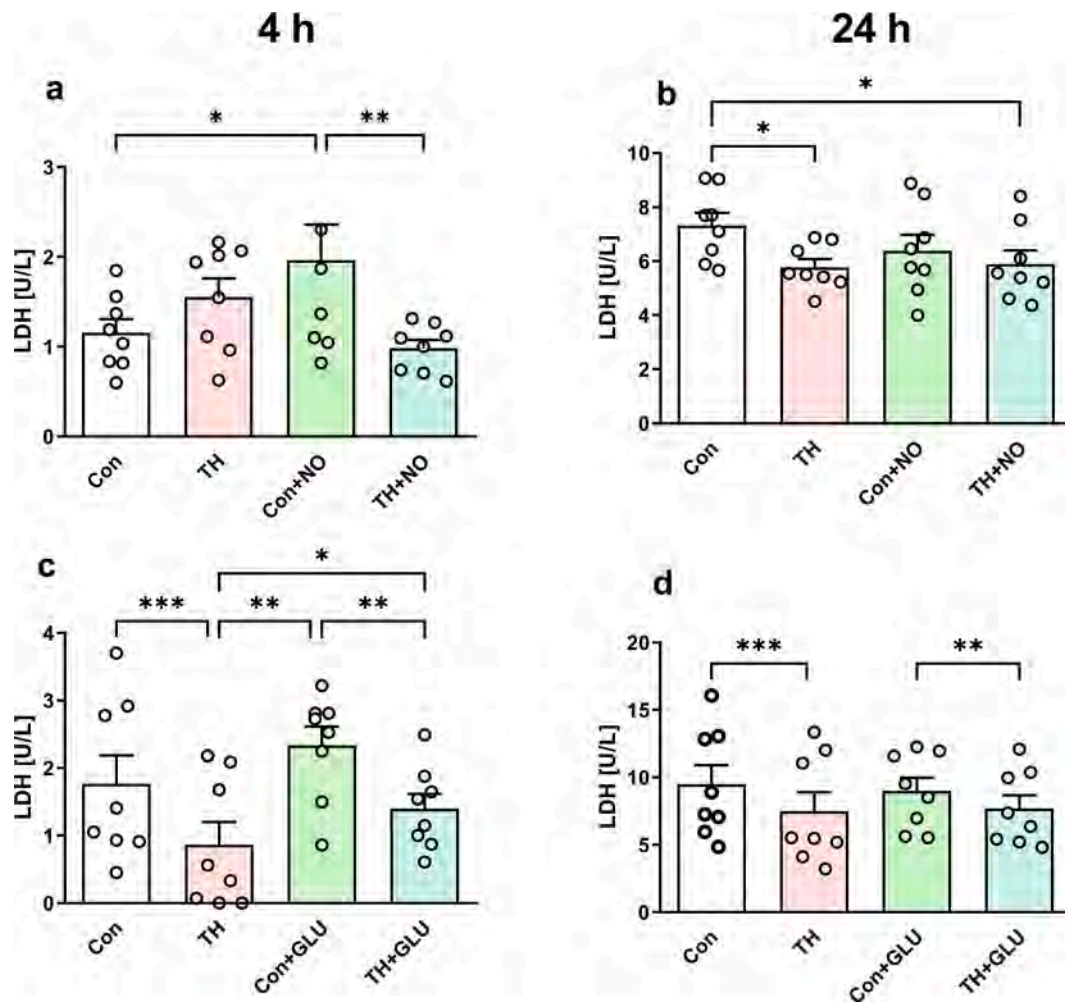 4 h
24 h
a
*
**
LDH [U/L]
3
2
1
0
Con
TH
Con+NO
TH+NO
b
*
*
LDH [U/L]
10
8
6
4
2
0
Con
TH
Con+NO
TH+NO
c
*
***
**
**
LDH [U/L]
4
3
2
1
0
Con
TH
Con+GLU
TH+GLU
d
***
**
LDH [U/L]
20
15
10
5
0
Con
TH
Con+GLU
TH+GLU